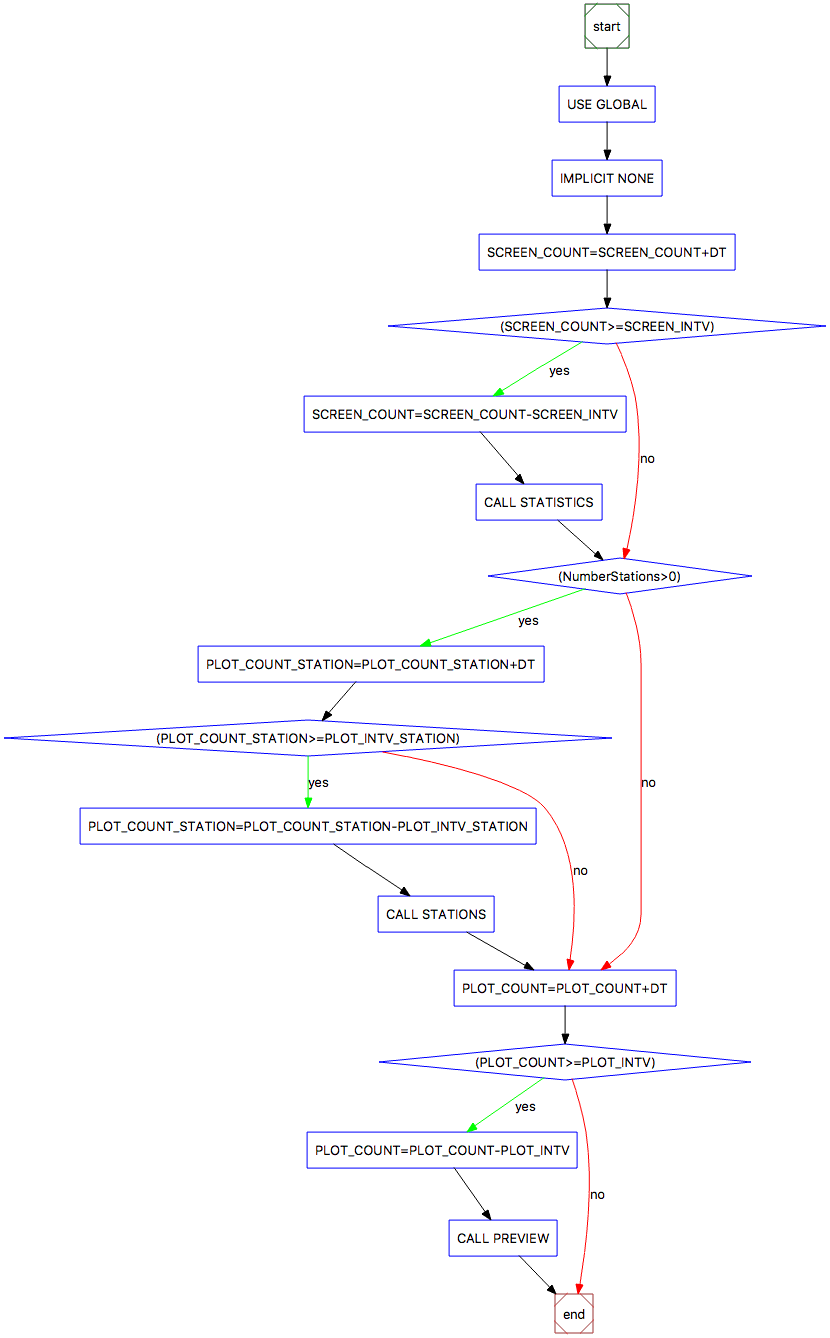 start
USE GLOBAL
IMPLICIT NONE
SCREEN_COUNT=SCREEN_COUNT+DT
(SCREEN_COUNT>=SCREEN_INTV)
yes
SCREEN_COUNT=SCREEN_COUNT-SCREEN_INTV
no
CALL STATISTICS
(NumberStations>0)
yes
PLOT_COUNT_STATION=PLOT_COUNT_STATION+DT
(PLOT_COUNT_STATION>=PLOT_INTV_STATION)
yes
no
PLOT_COUNT_STATION=PLOT_COUNT_STATION-PLOT_INTV_STATION
no
CALL STATIONS
PLOT_COUNT=PLOT_COUNT+DT
(PLOT_COUNT>=PLOT_INTV)
yes
PLOT_COUNT=PLOT_COUNT-PLOT_INTV
no
CALL PREVIEW
end